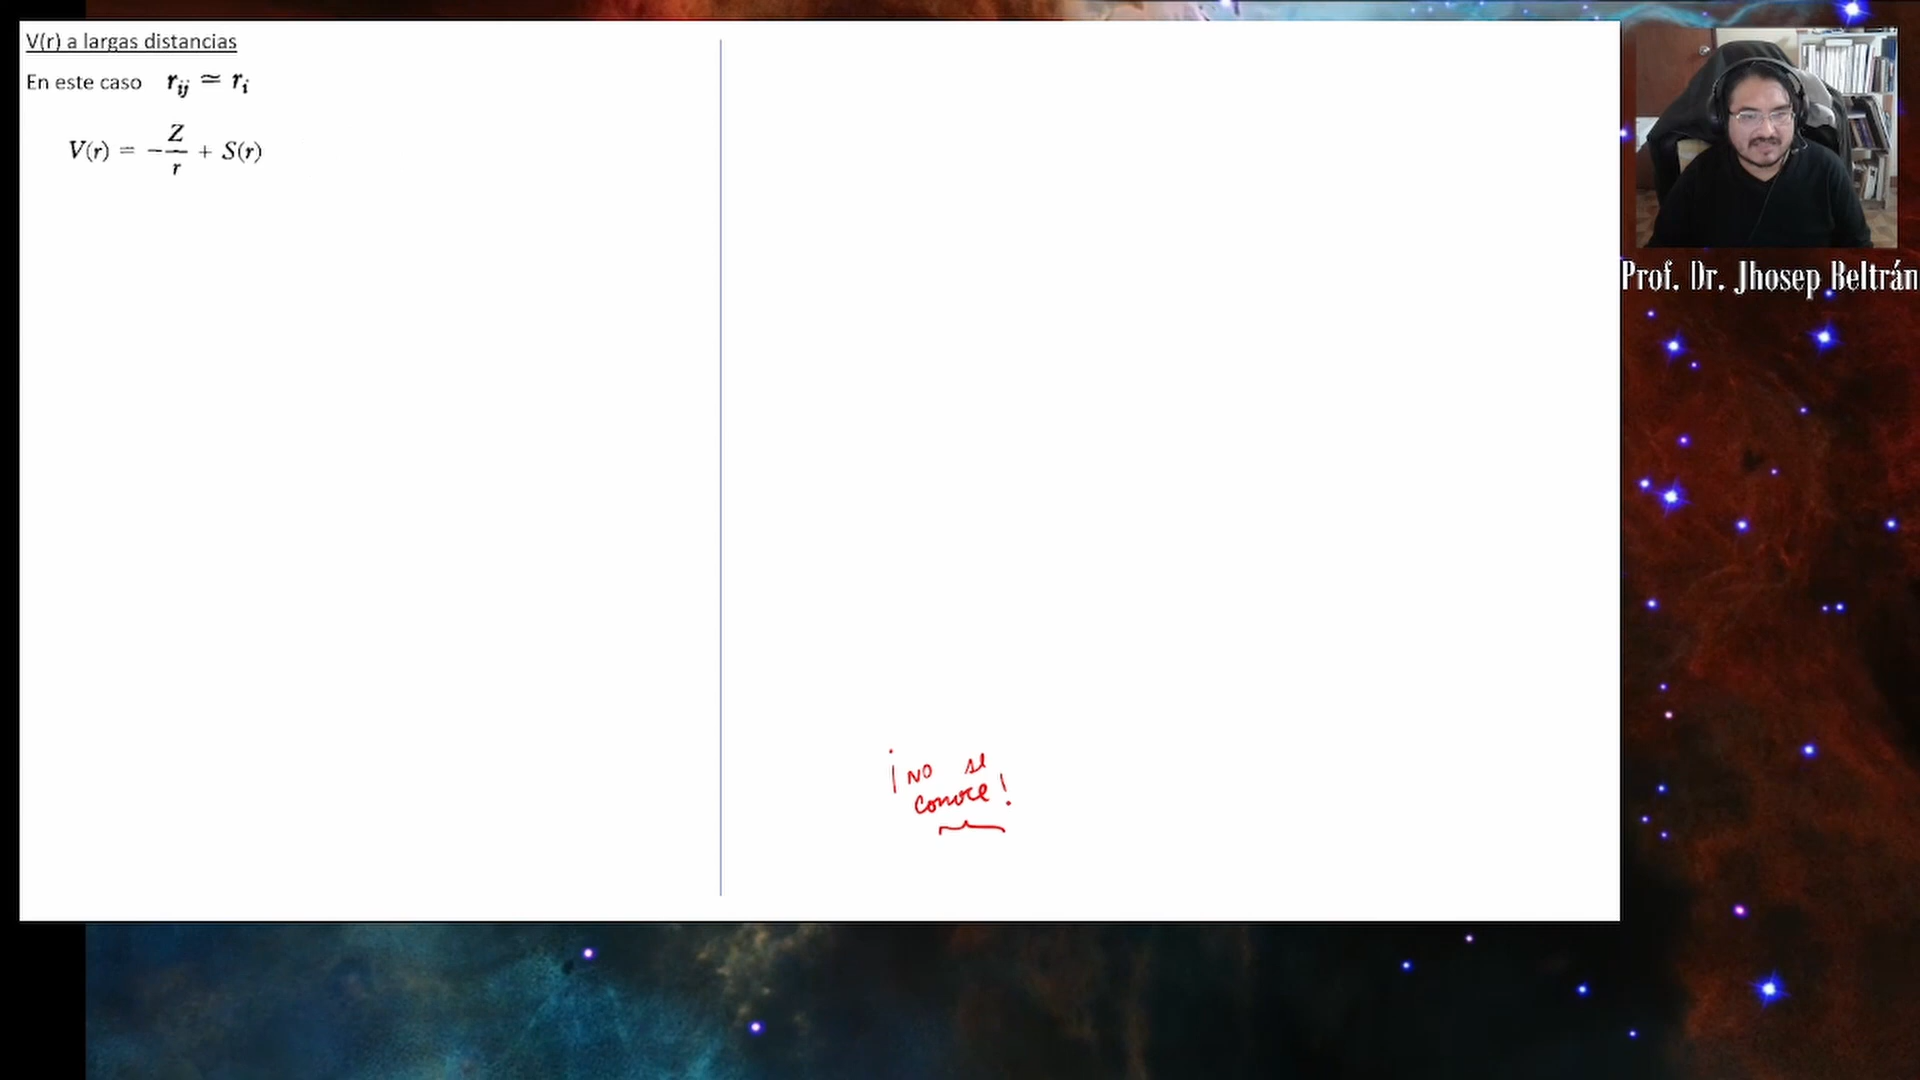 V(r) a largas distancias
En este caso r_ij ≃ r_i
V(r) = -Z/r + S(r)
¡NO se
conoce!
Prof. Dr. Jhosep Beltrán